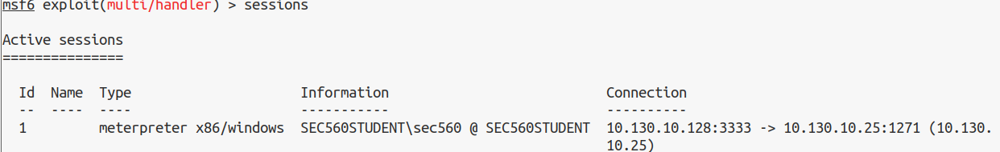 msf6 exploit(multi/handler) > sessions
Active sessions
===============
Id  Name  Type                   Information                          Connection
--  ----  ----                   -----------                          ----------
1         meterpreter x86/windows  SEC560STUDENT\sec560 @ SEC560STUDENT  10.130.10.128:3333 -> 10.130.10.25:1271 (10.130.
10.25)